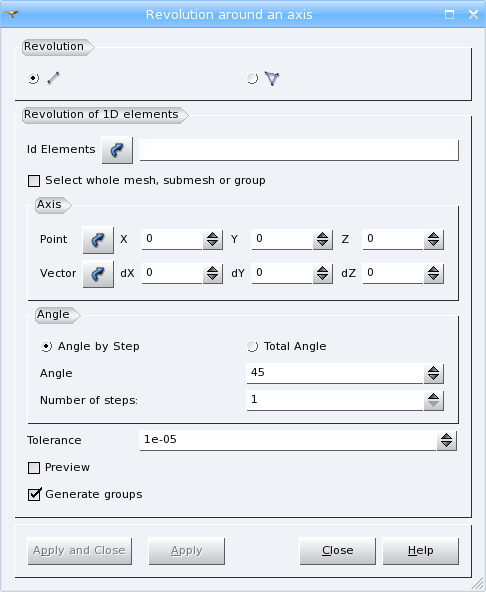 Revolution around an axis
Revolution
Revolution of 1D elements
Id Elements
Select whole mesh, submesh or group
Axis
Point X 0 Y 0 Z 0
Vector dX 0 dY 0 dZ 0
Angle
Angle by Step Total Angle
Angle 45
Number of steps: 1
Tolerance 1e-05
Preview
Generate groups
Apply and Close Apply Close Help